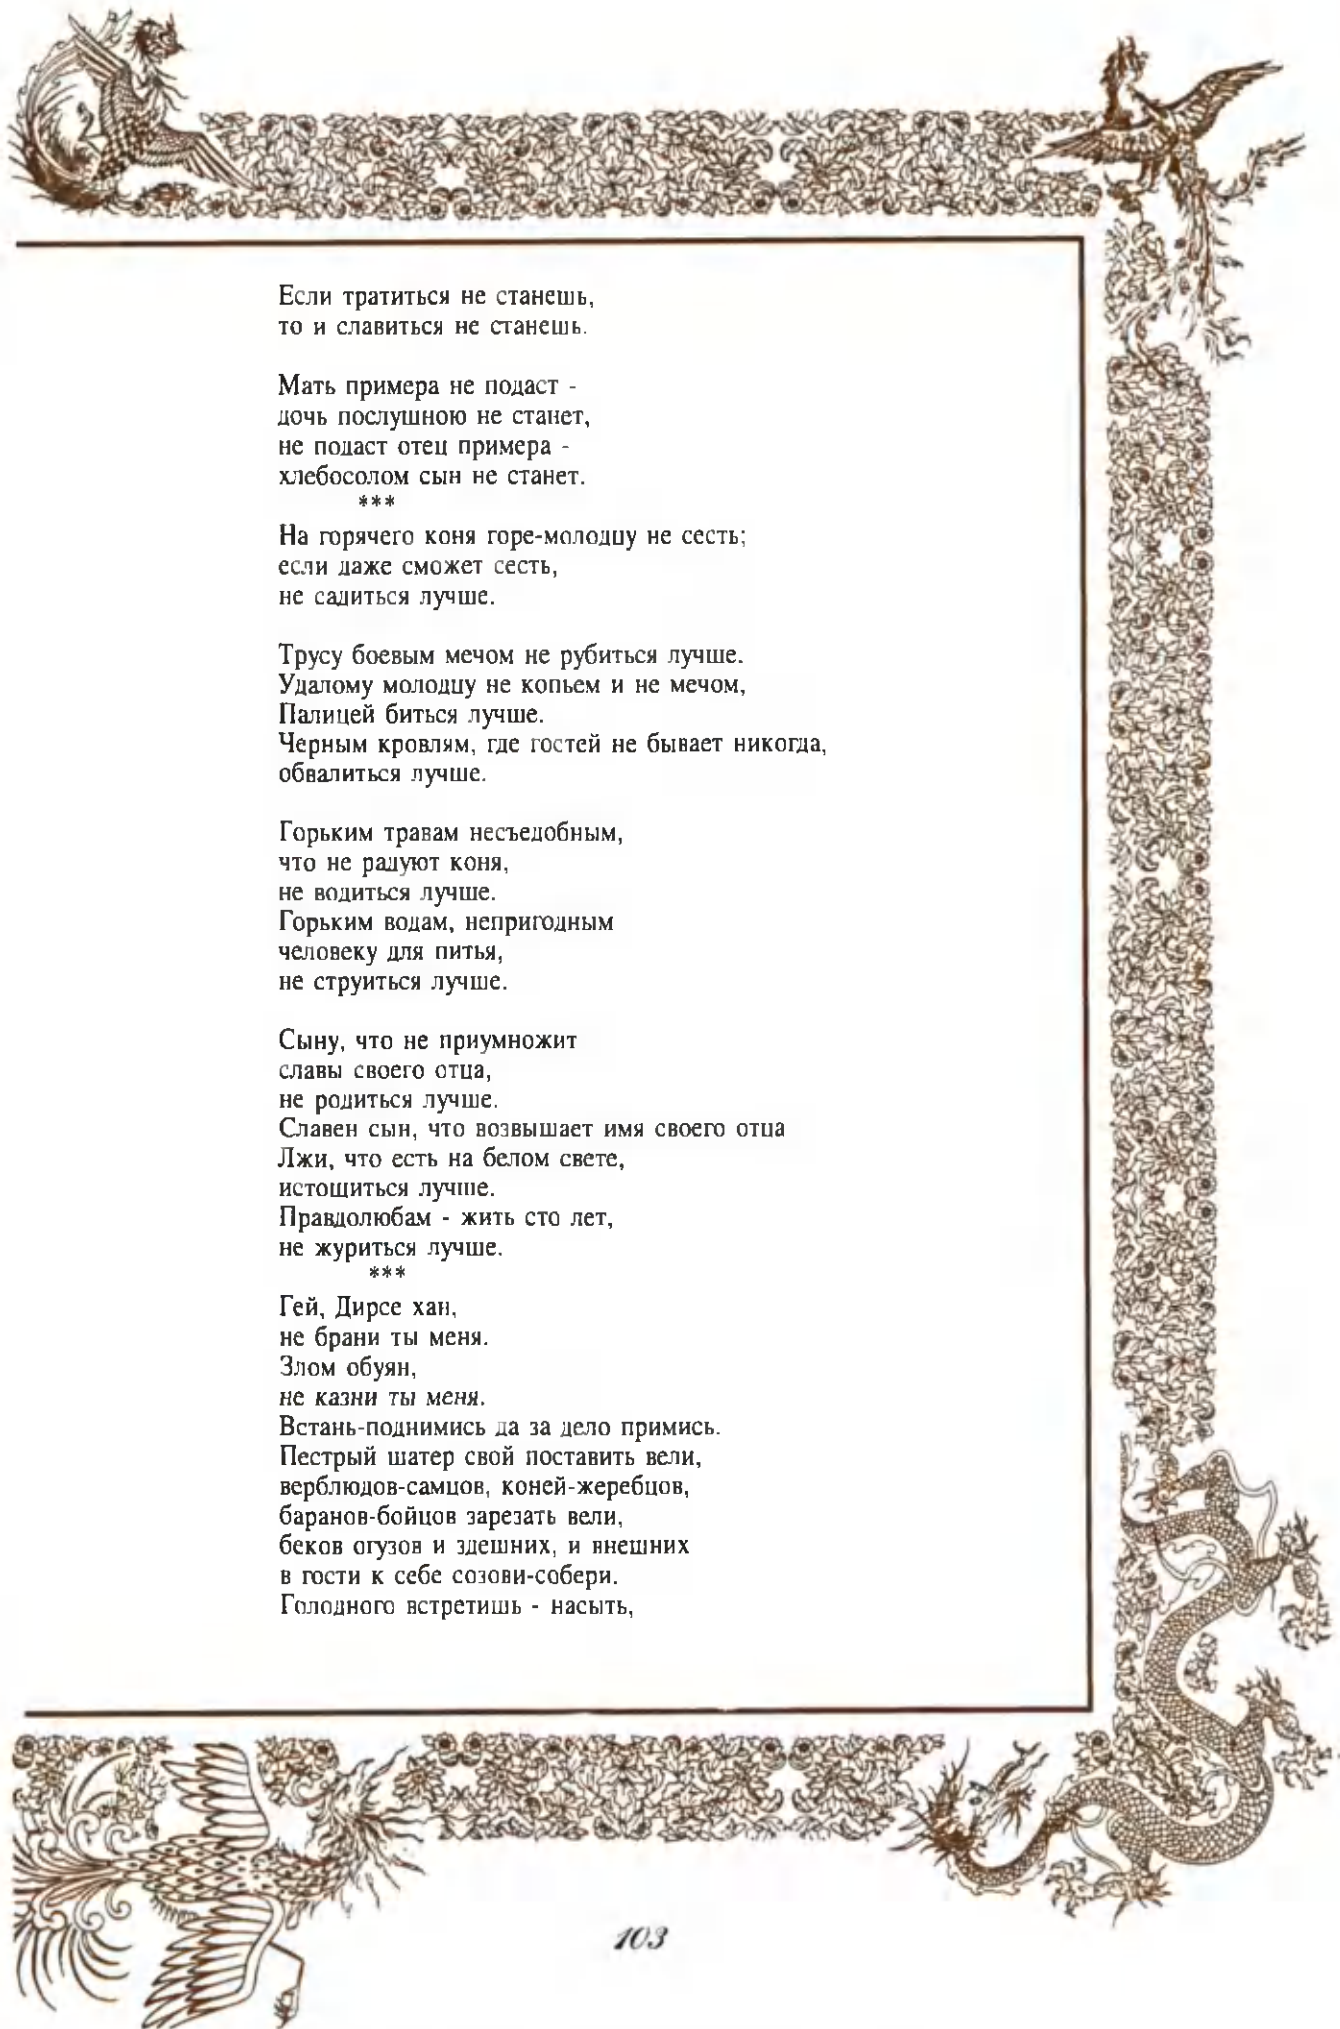 Если тратиться не станешь,
то и славиться не станешь.
Мать примера не подаст -
дочь послушною не станет,
не подаст отец примера -
хлебосолом сын не станет.
***
На горячего коня горе-молодцу не сесть;
если даже сможет сесть,
не садиться лучше.
Трусу боевым мечом не рубиться лучше.
Удалому молодцу не копьем и не мечом,
Палицей биться лучше.
Черным кровлям, где гостей не бывает никогда,
обвалиться лучше.
Горьким травам несъедобным,
что не радуют коня,
не водиться лучше.
Горьким водам, непригодным
человеку для питья,
не струиться лучше.
Сыну, что не приумножит
славы своего отца,
не родиться лучше.
Славен сын, что возвышает имя своего отца
Лжи, что есть на белом свете,
истощиться лучше.
Правдолюбам - жить сто лет,
не журиться лучше.
***
Гей, Дирсе хан,
не брани ты меня.
Злом обуян,
не казни ты меня.
Встань-поднимись да за дело примись.
Пестрый шатер свой поставить вели,
верблюдов-самцов, коней-жеребцов,
баранов-бойцов зарезать вели,
беков огузов и здешних, и внешних
в гости к себе созови-собери.
Голодного встретишь - насыть,
103